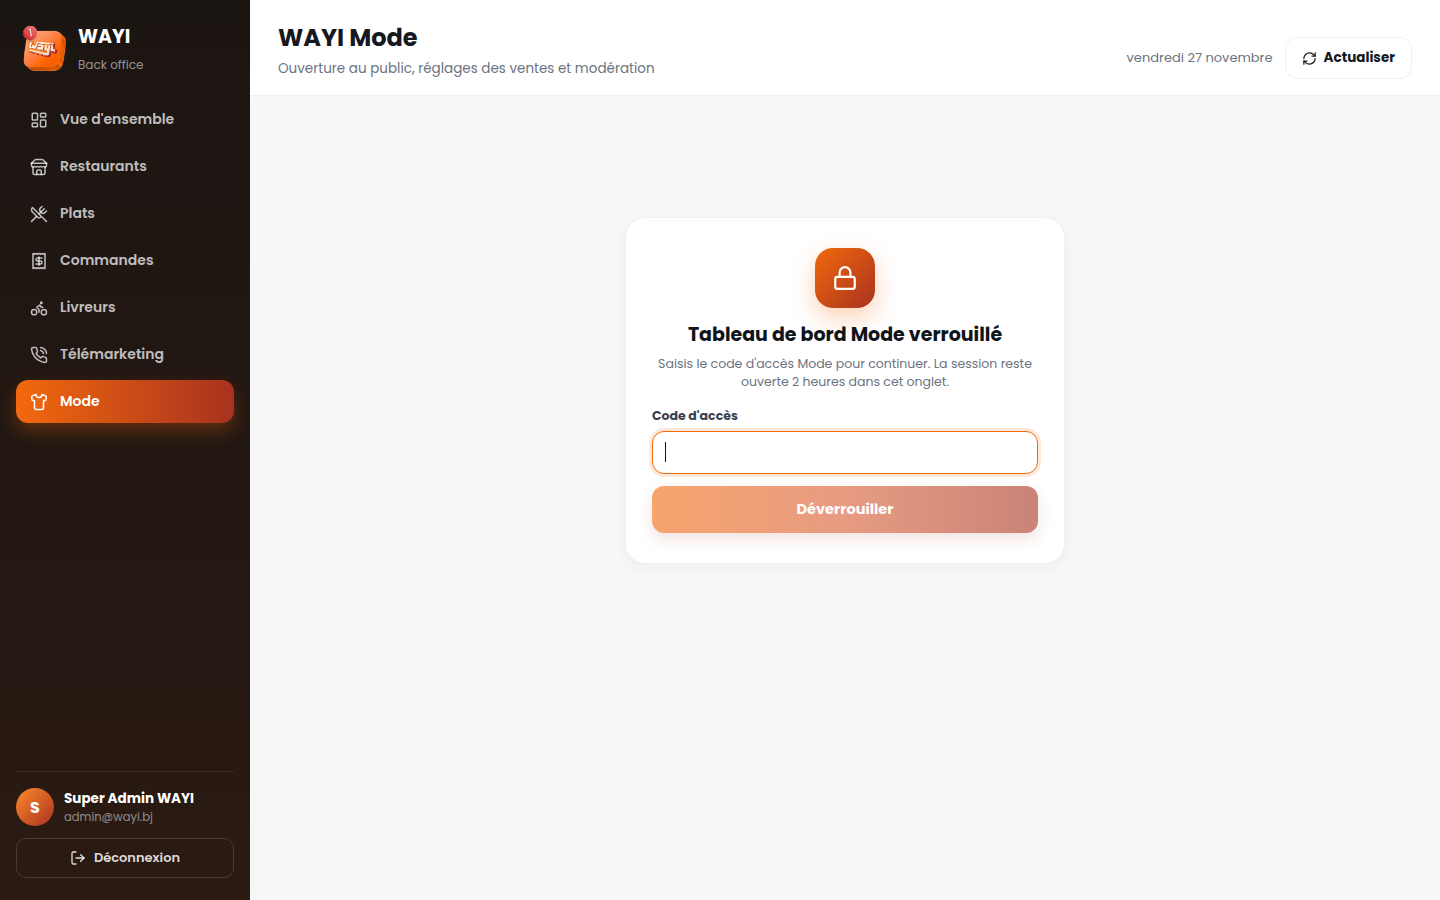 WAYI
Back office
Vue d'ensemble
Restaurants
Plats
Commandes
Livreurs
Télémarketing
Mode
Super Admin WAYI
S
admin@wayi.bj
Déconnexion
WAYI Mode
Ouverture au public, réglages des ventes et modération
vendredi 27 novembre
Actualiser
Tableau de bord Mode verrouillé
Saisis le code d'accès Mode pour continuer. La session reste
ouverte 2 heures dans cet onglet.
Code d'accès
Déverrouiller